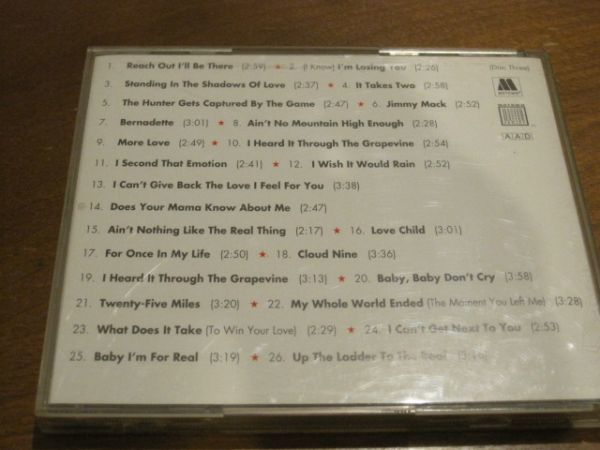 1. Reach Out I'll Be There (2:59) ★ 2. (I Know) I'm Losing You (2:26) (Disc Three)
3. Standing In The Shadows Of Love (2:37) ★ 4. It Takes Two (2:58)
5. The Hunter Gets Captured By The Game (2:47) ★ 6. Jimmy Mack (2:52)
7. Bernadette (3:01) ★ 8. Ain't No Mountain High Enough (2:28)
AAD
9. More Love (2:49) ★ 10. I Heard It Through The Grapevine (2:54)
11. I Second That Emotion (2:41) ★ 12. I Wish It Would Rain (2:52)
13. I Can't Give Back The Love I Feel For You (3:38)
14. Does Your Mama Know About Me (2:47)
15. Ain't Nothing Like The Real Thing (2:17) ★ 16. Love Child (3:01)
17. For Once In My Life (2:50) ★ 18. Cloud Nine (3:36)
19. I Heard It Through The Grapevine (3:13) ★ 20. Baby, Baby Don't Cry (3:58)
21. Twenty-Five Miles (3:20) ★ 22. My Whole World Ended (The Moment You Left Me) (3:28)
23. What Does It Take (To Win Your Love) (2:29) ★ 24. I Can't Get Next To You (2:53)
25. Baby I'm For Real (3:19) ★ 26. Up The Ladder To The Roof